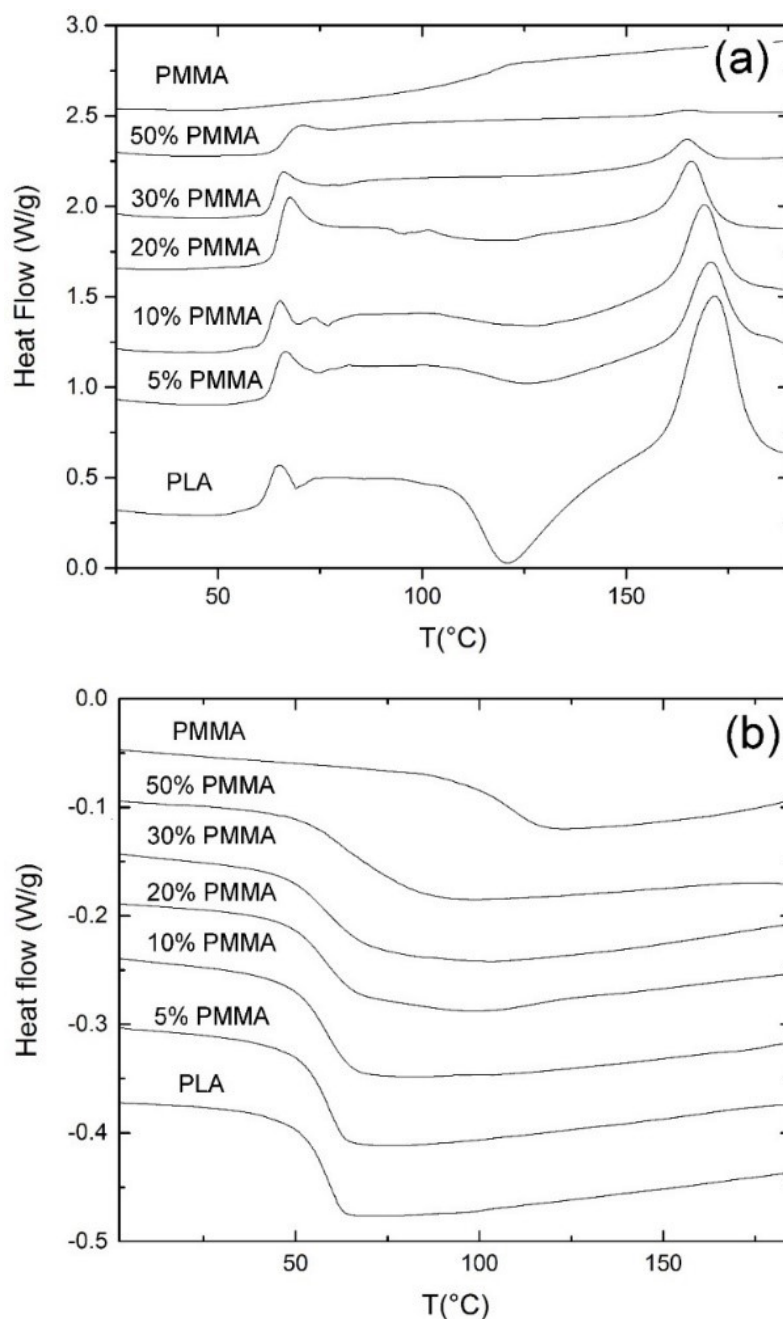 3.0
(a)
PMMA
2.5
50% PMMA
30% PMMA
2.0
20% PMMA
1.5
10% PMMA
5% PMMA
1.0
PLA
0.5
0.0
50
100
150
Heat Flow (W/g)
T(°C)
0.0
(b)
PMMA
50% PMMA
-0.1
30% PMMA
20% PMMA
-0.2
10% PMMA
5% PMMA
-0.3
PLA
-0.4
-0.5
50
100
150
Heat flow (W/g)
T(°C)